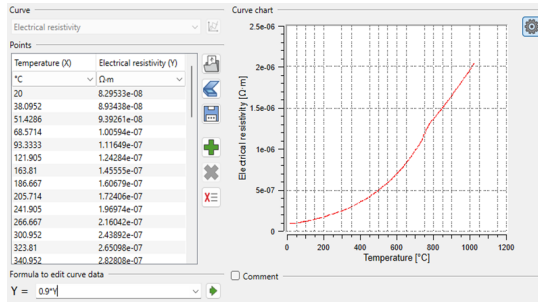 Curve
Electrical resistivity
Points
Temperature (X) Electrical resistivity (Y)
°C Ω·m
20 8.29533e-08
38.0952 8.93438e-08
51.4286 9.39261e-08
68.5714 1.00594e-07
93.3333 1.11649e-07
121.905 1.24284e-07
163.81 1.45555e-07
186.667 1.60679e-07
205.714 1.72406e-07
241.905 1.96974e-07
266.667 2.16042e-07
300.952 2.43892e-07
323.81 2.65098e-07
340.952 2.82808e-07
Formula to edit curve data
Y = 0.9*Y
Curve chart
Electrical resistivity [Ω·m]
2.5e-06
2e-06
1.5e-06
1e-06
5e-07
0
0 200 400 600 800 1000 1200
Temperature [°C]
Comment